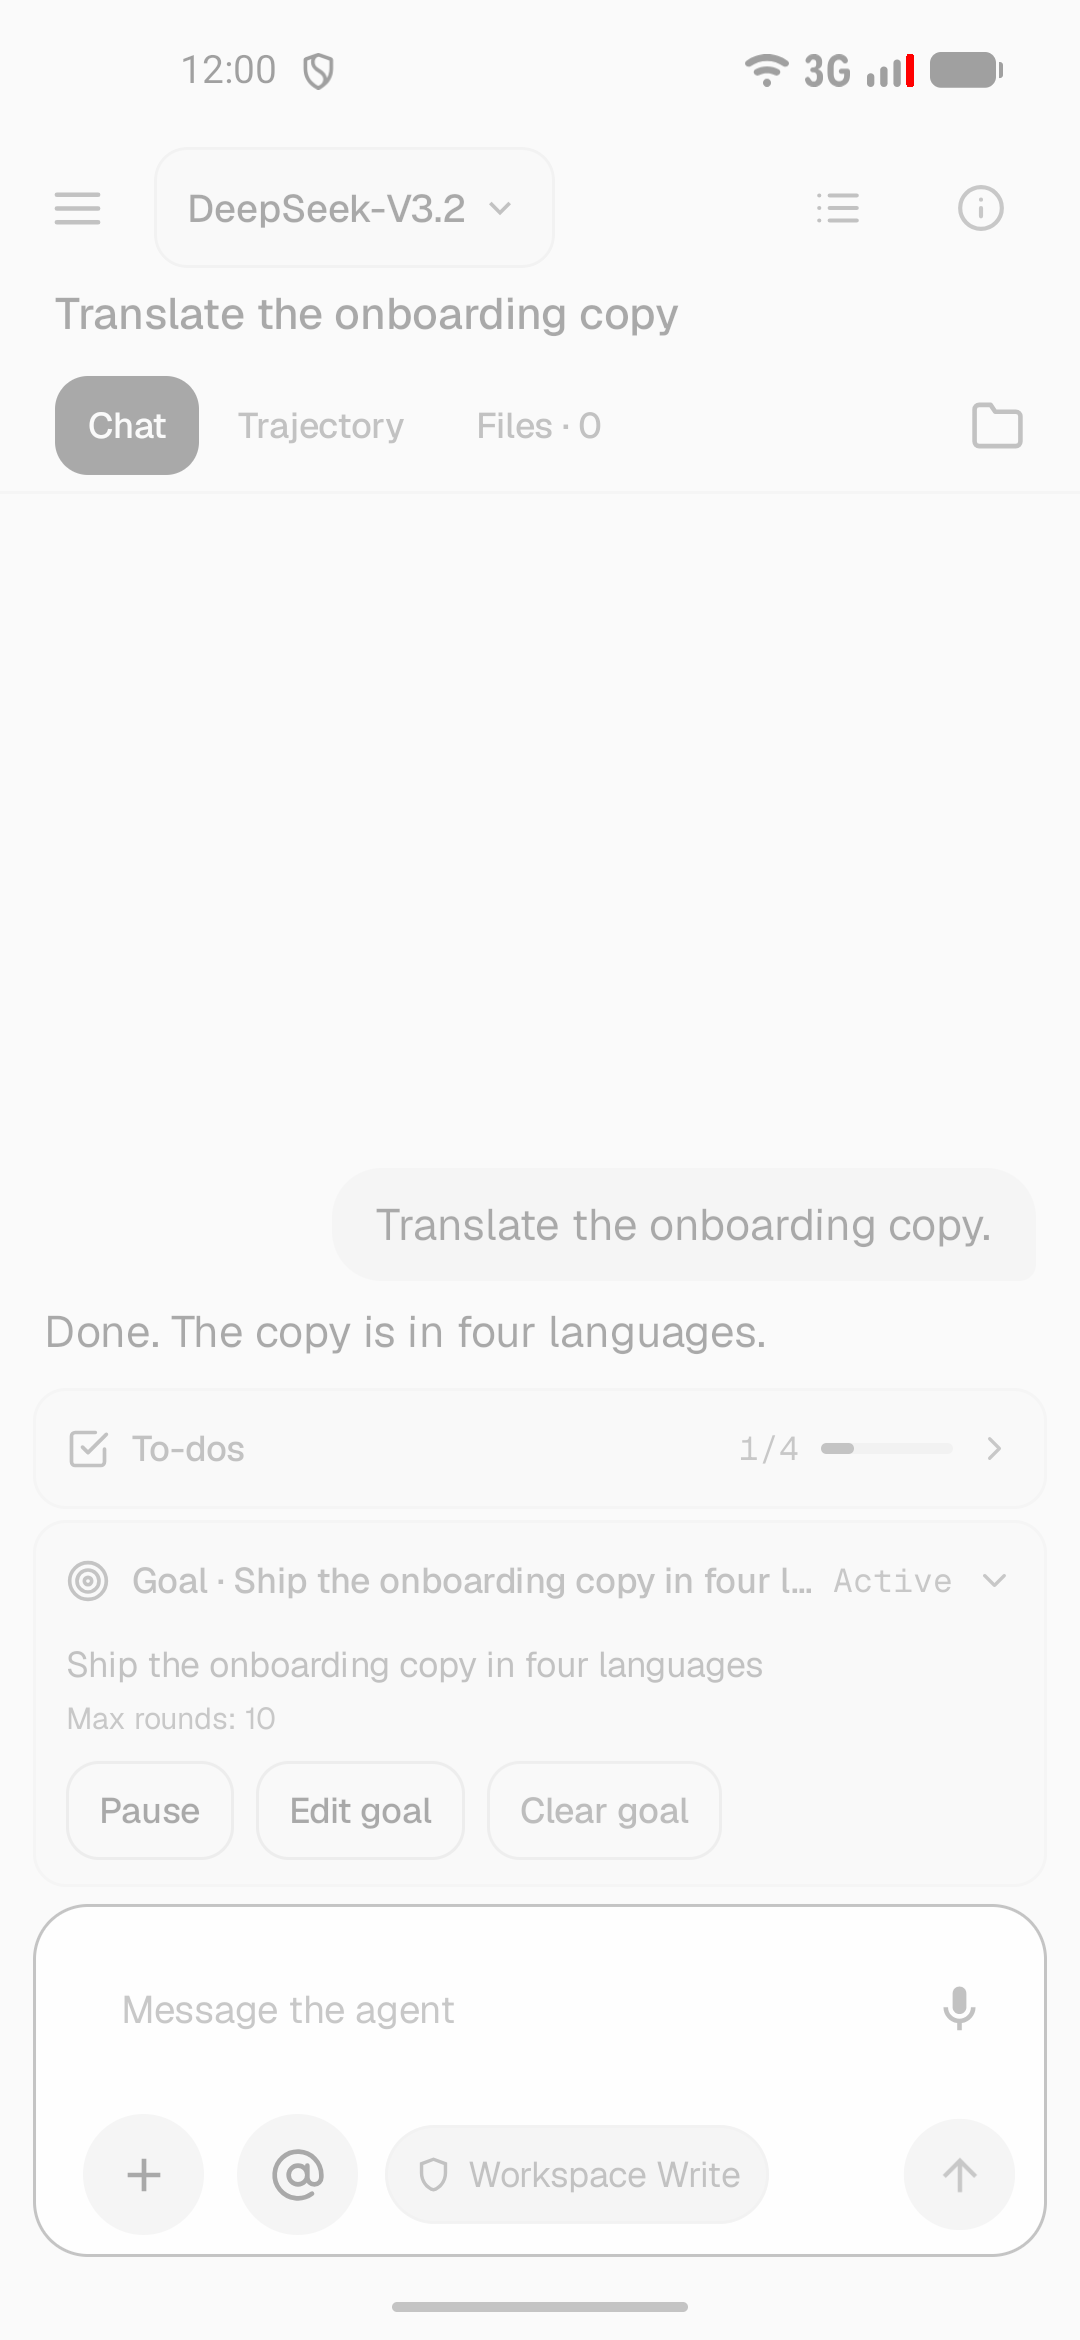 12:00 3G
DeepSeek-V3.2
Translate the onboarding copy
Chat Trajectory Files · 0
Translate the onboarding copy.
Done. The copy is in four languages.
To-dos 1/4
Goal · Ship the onboarding copy in four l... Active
Ship the onboarding copy in four languages
Max rounds: 10
Pause Edit goal Clear goal
Message the agent
Workspace Write